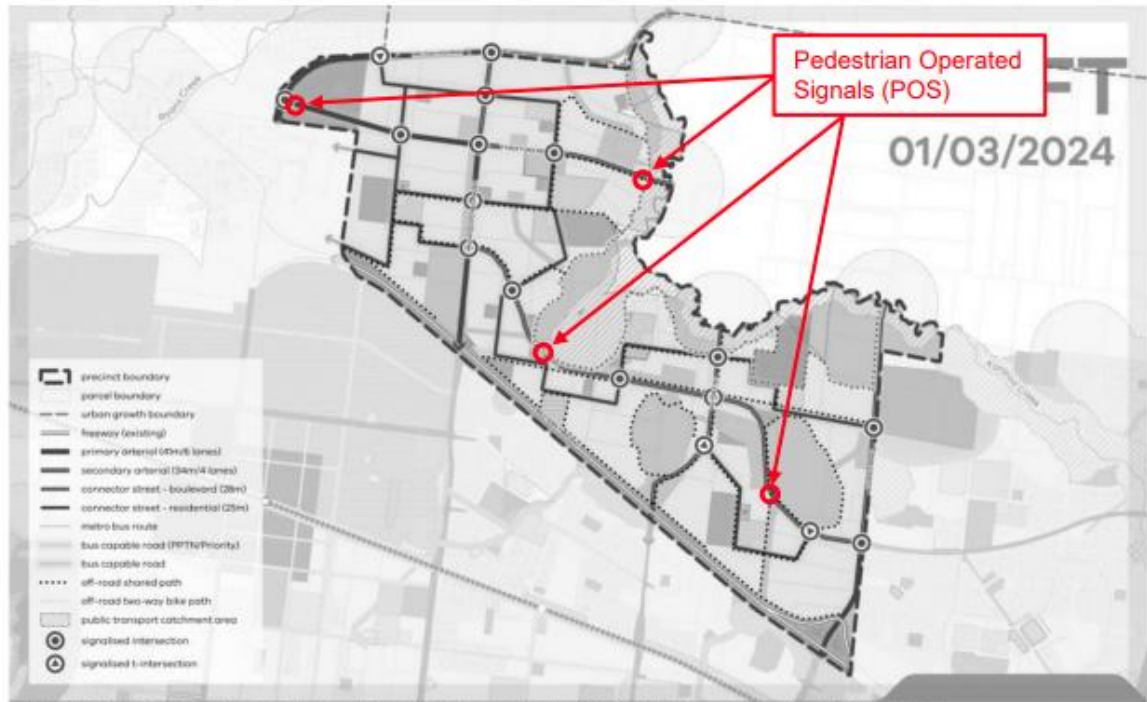 Pedestrian Operated
Signals (POS)
FT
01/03/2024
precinct boundary
parcel boundary
urban growth boundary
freeway (existing)
primary arterial (41m/6 lanes)
secondary arterial (34m/4 lanes)
connector street - boulevard (28m)
connector street - residential (25m)
metro bus route
bus capable road (PPTN/Priority)
bus capable road
off-road shared path
off-road two-way bike path
public transport catchment area
signalised intersection
signalised t-intersection